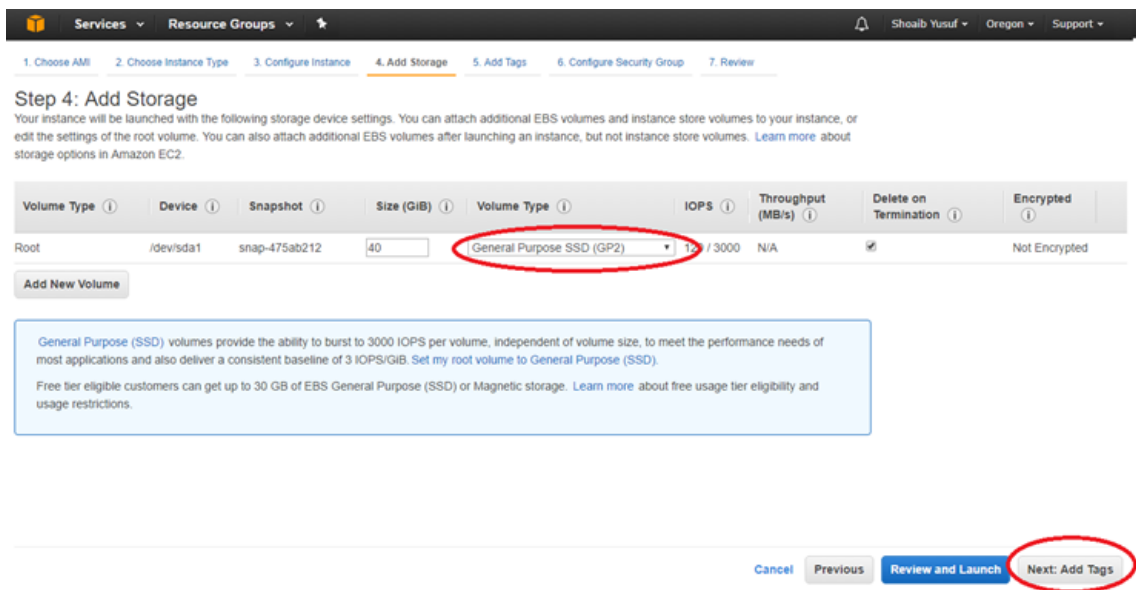 Services Resource Groups Shoaib Yusuf Oregon Support
1. Choose AMI 2. Choose Instance Type 3. Configure Instance 4. Add Storage 5. Add Tags 6. Configure Security Group 7. Review
Step 4: Add Storage
Your instance will be launched with the following storage device settings. You can attach additional EBS volumes and instance store volumes to your instance, or
edit the settings of the root volume. You can also attach additional EBS volumes after launching an instance, but not instance store volumes. Learn more about
storage options in Amazon EC2.
Volume Type Device Snapshot Size (GiB) Volume Type IOPS Throughput (MB/s) Delete on Termination Encrypted
Root /dev/sda1 snap-475ab212 40 General Purpose SSD (GP2) / 3000 N/A Not Encrypted
Add New Volume
General Purpose (SSD) volumes provide the ability to burst to 3000 IOPS per volume, independent of volume size, to meet the performance needs of
most applications and also deliver a consistent baseline of 3 IOPS/GiB. Set my root volume to General Purpose (SSD).
Free tier eligible customers can get up to 30 GB of EBS General Purpose (SSD) or Magnetic storage. Learn more about free usage tier eligibility and
usage restrictions.
Cancel Previous Review and Launch Next: Add Tags